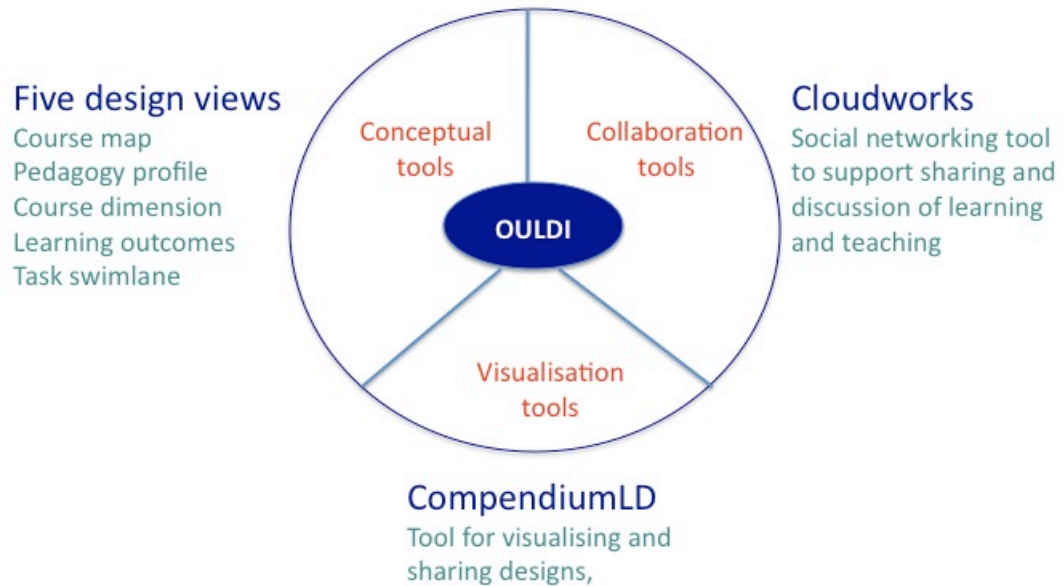 Five design views
Course map
Pedagogy profile
Course dimension
Learning outcomes
Task swimlane
Conceptual
tools
Collaboration
tools
OULDI
Visualisation
tools
Cloudworks
Social networking tool
to support sharing and
discussion of learning
and teaching
CompendiumLD
Tool for visualising and
sharing designs,